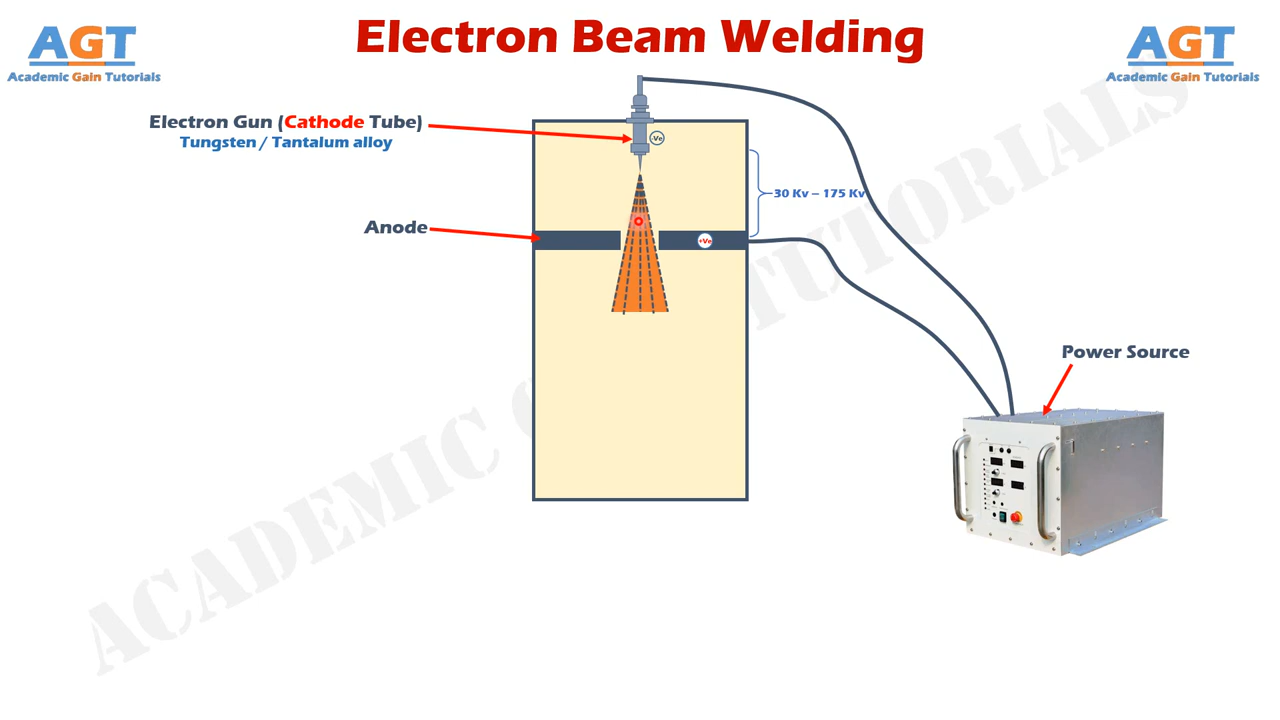 Electron Beam Welding
AGT
Academic Gain Tutorials
AGT
Academic Gain Tutorials
Electron Gun (Cathode Tube)
Tungsten / Tantalum alloy
-Ve
30 Kv – 175 Kv
Anode
+Ve
Power Source
ACADEMIC G
TUTORIALS